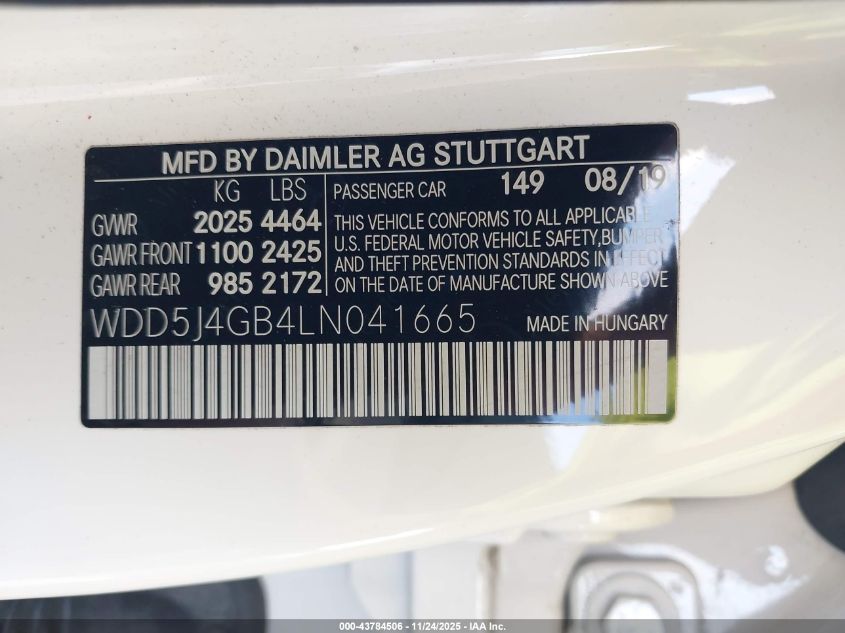 MFD BY DAIMLER AG STUTTGART
KG LBS
GVWR 2025 4464
GAWR FRONT 1100 2425
GAWR REAR 985 2172
PASSENGER CAR 149 08/19
THIS VEHICLE CONFORMS TO ALL APPLICABLE
U.S. FEDERAL MOTOR VEHICLE SAFETY, BUMPER
AND THEFT PREVENTION STANDARDS IN EFFECT
ON THE DATE OF MANUFACTURE SHOWN ABOVE
WDD5J4GB4LN041665 MADE IN HUNGARY
000-43784506 - 11/24/2025 - IAA Inc.